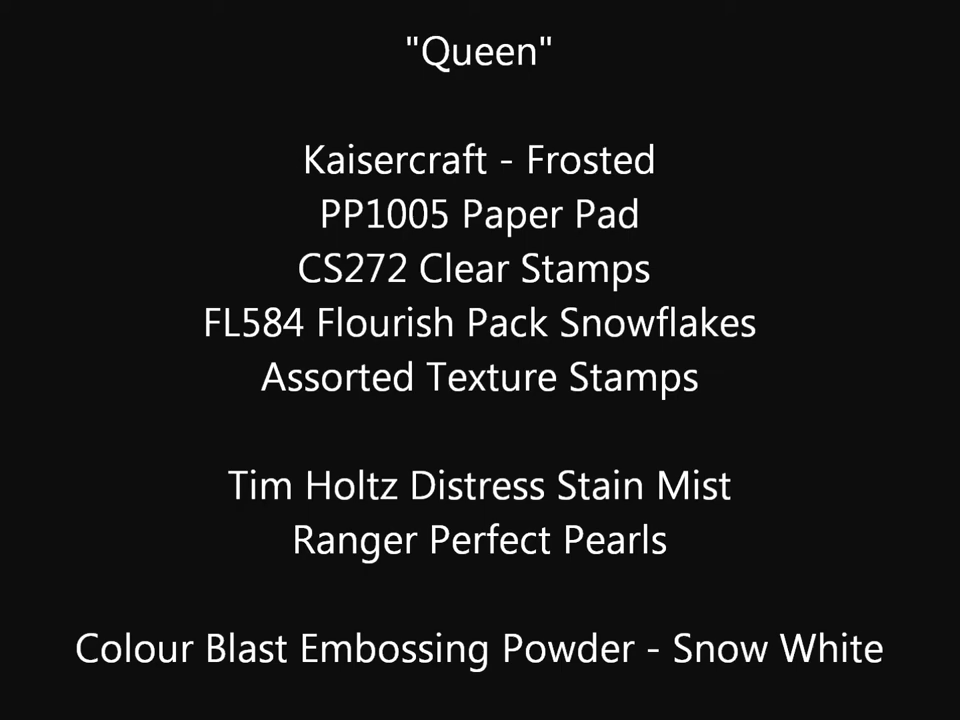 "Queen"
Kaisercraft - Frosted
PP1005 Paper Pad
CS272 Clear Stamps
FL584 Flourish Pack Snowflakes
Assorted Texture Stamps
Tim Holtz Distress Stain Mist
Ranger Perfect Pearls
Colour Blast Embossing Powder - Snow White